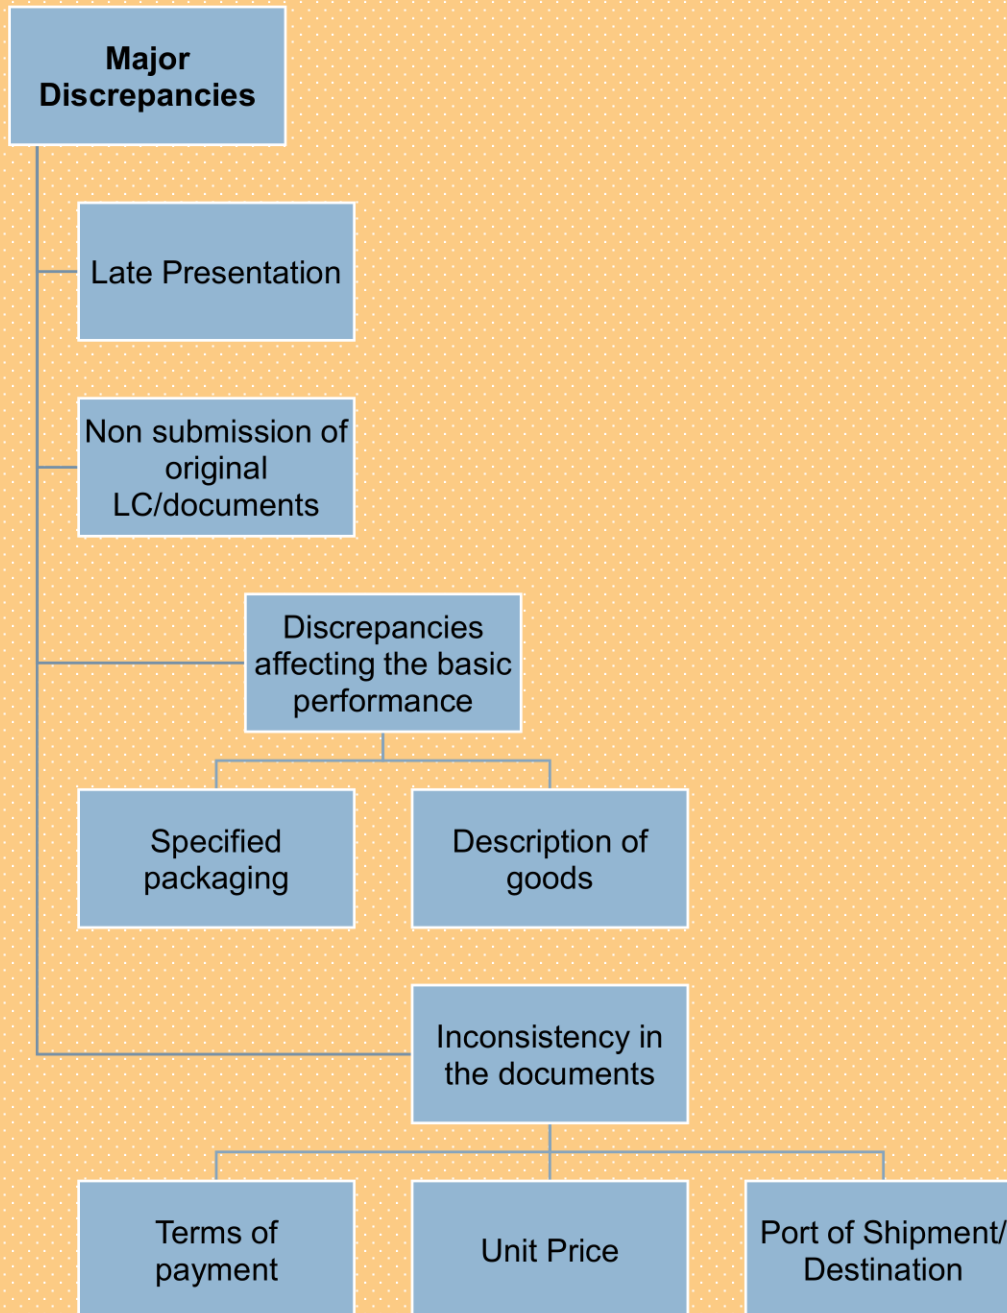 Major
Discrepancies
Late Presentation
Non submission of
original
LC/documents
Discrepancies
affecting the basic
performance
Specified
packaging
Description of
goods
Inconsistency in
the documents
Terms of
payment
Unit Price
Port of Shipment/
Destination